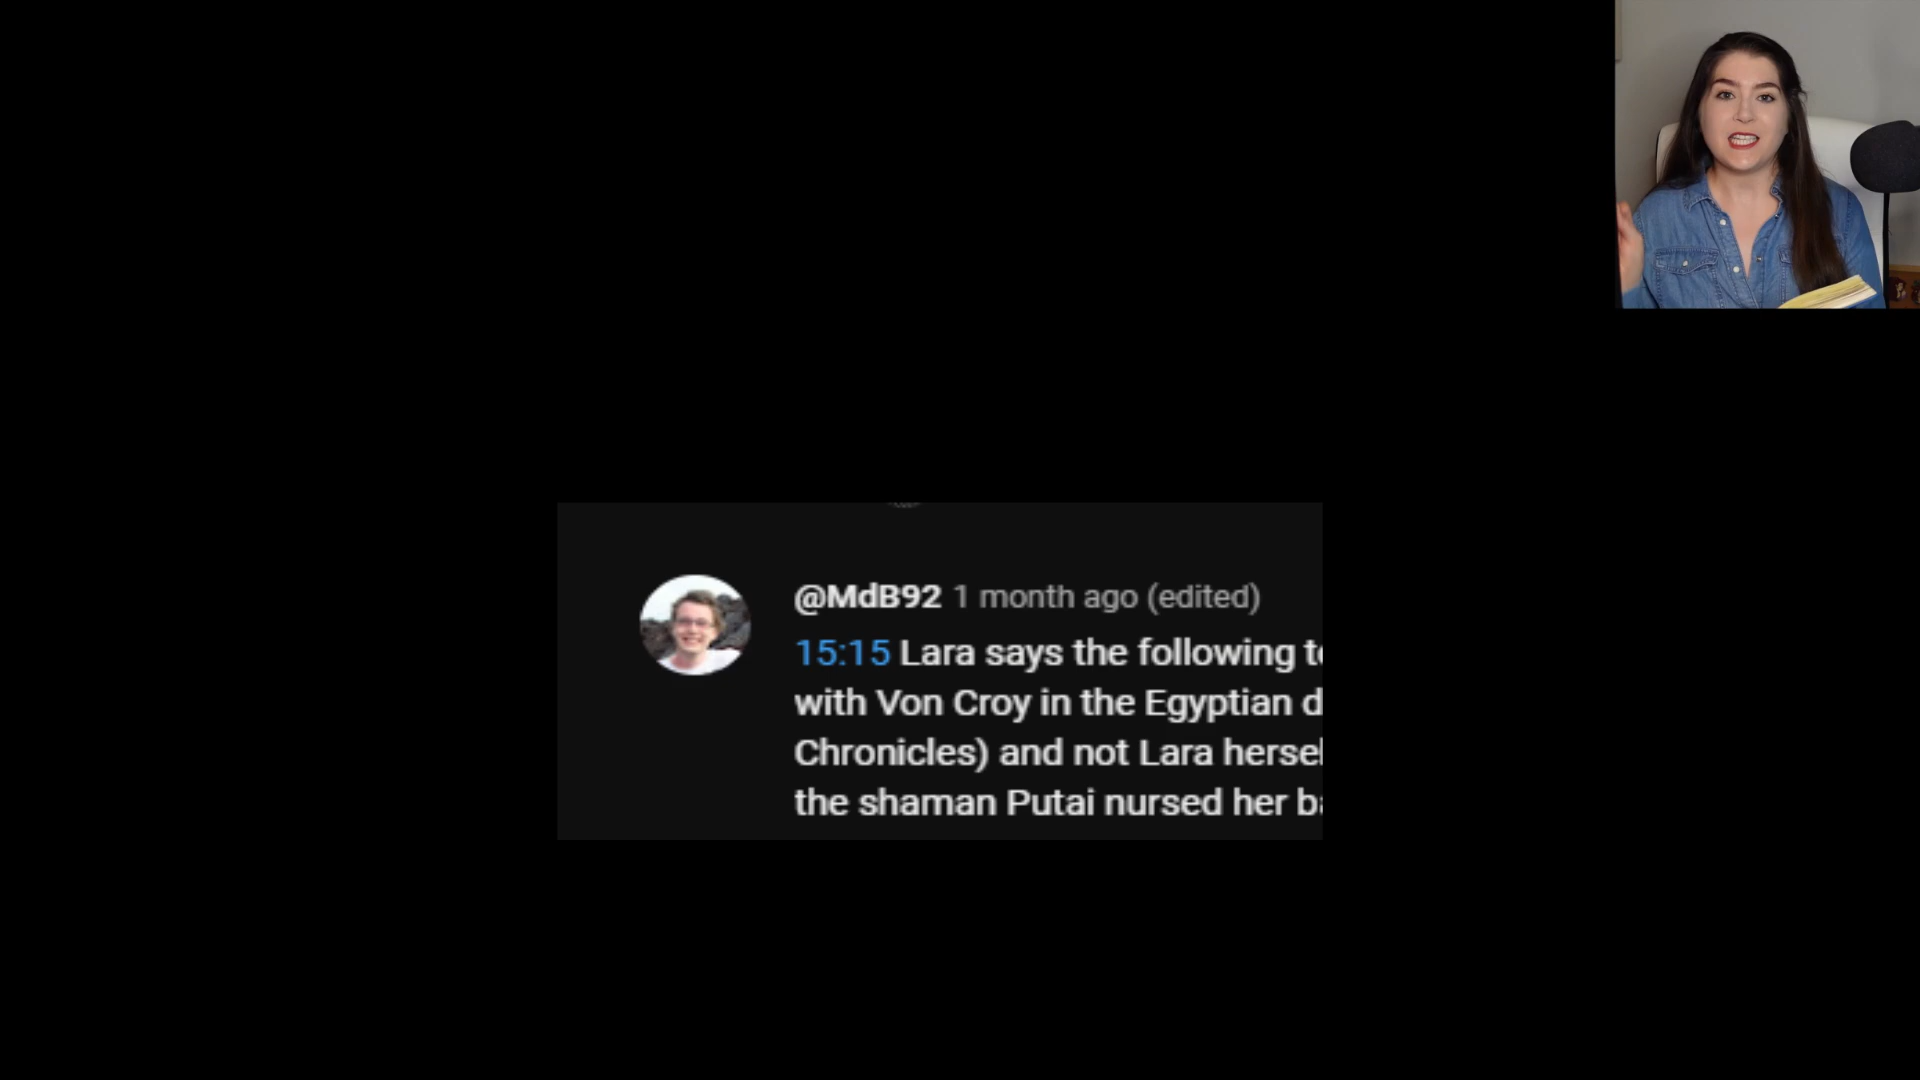 @MdB92 1 month ago (edited)
15:15 Lara says the following
with Von Croy in the Egyptian
Chronicles) and not Lara
the shaman Putai nursed her